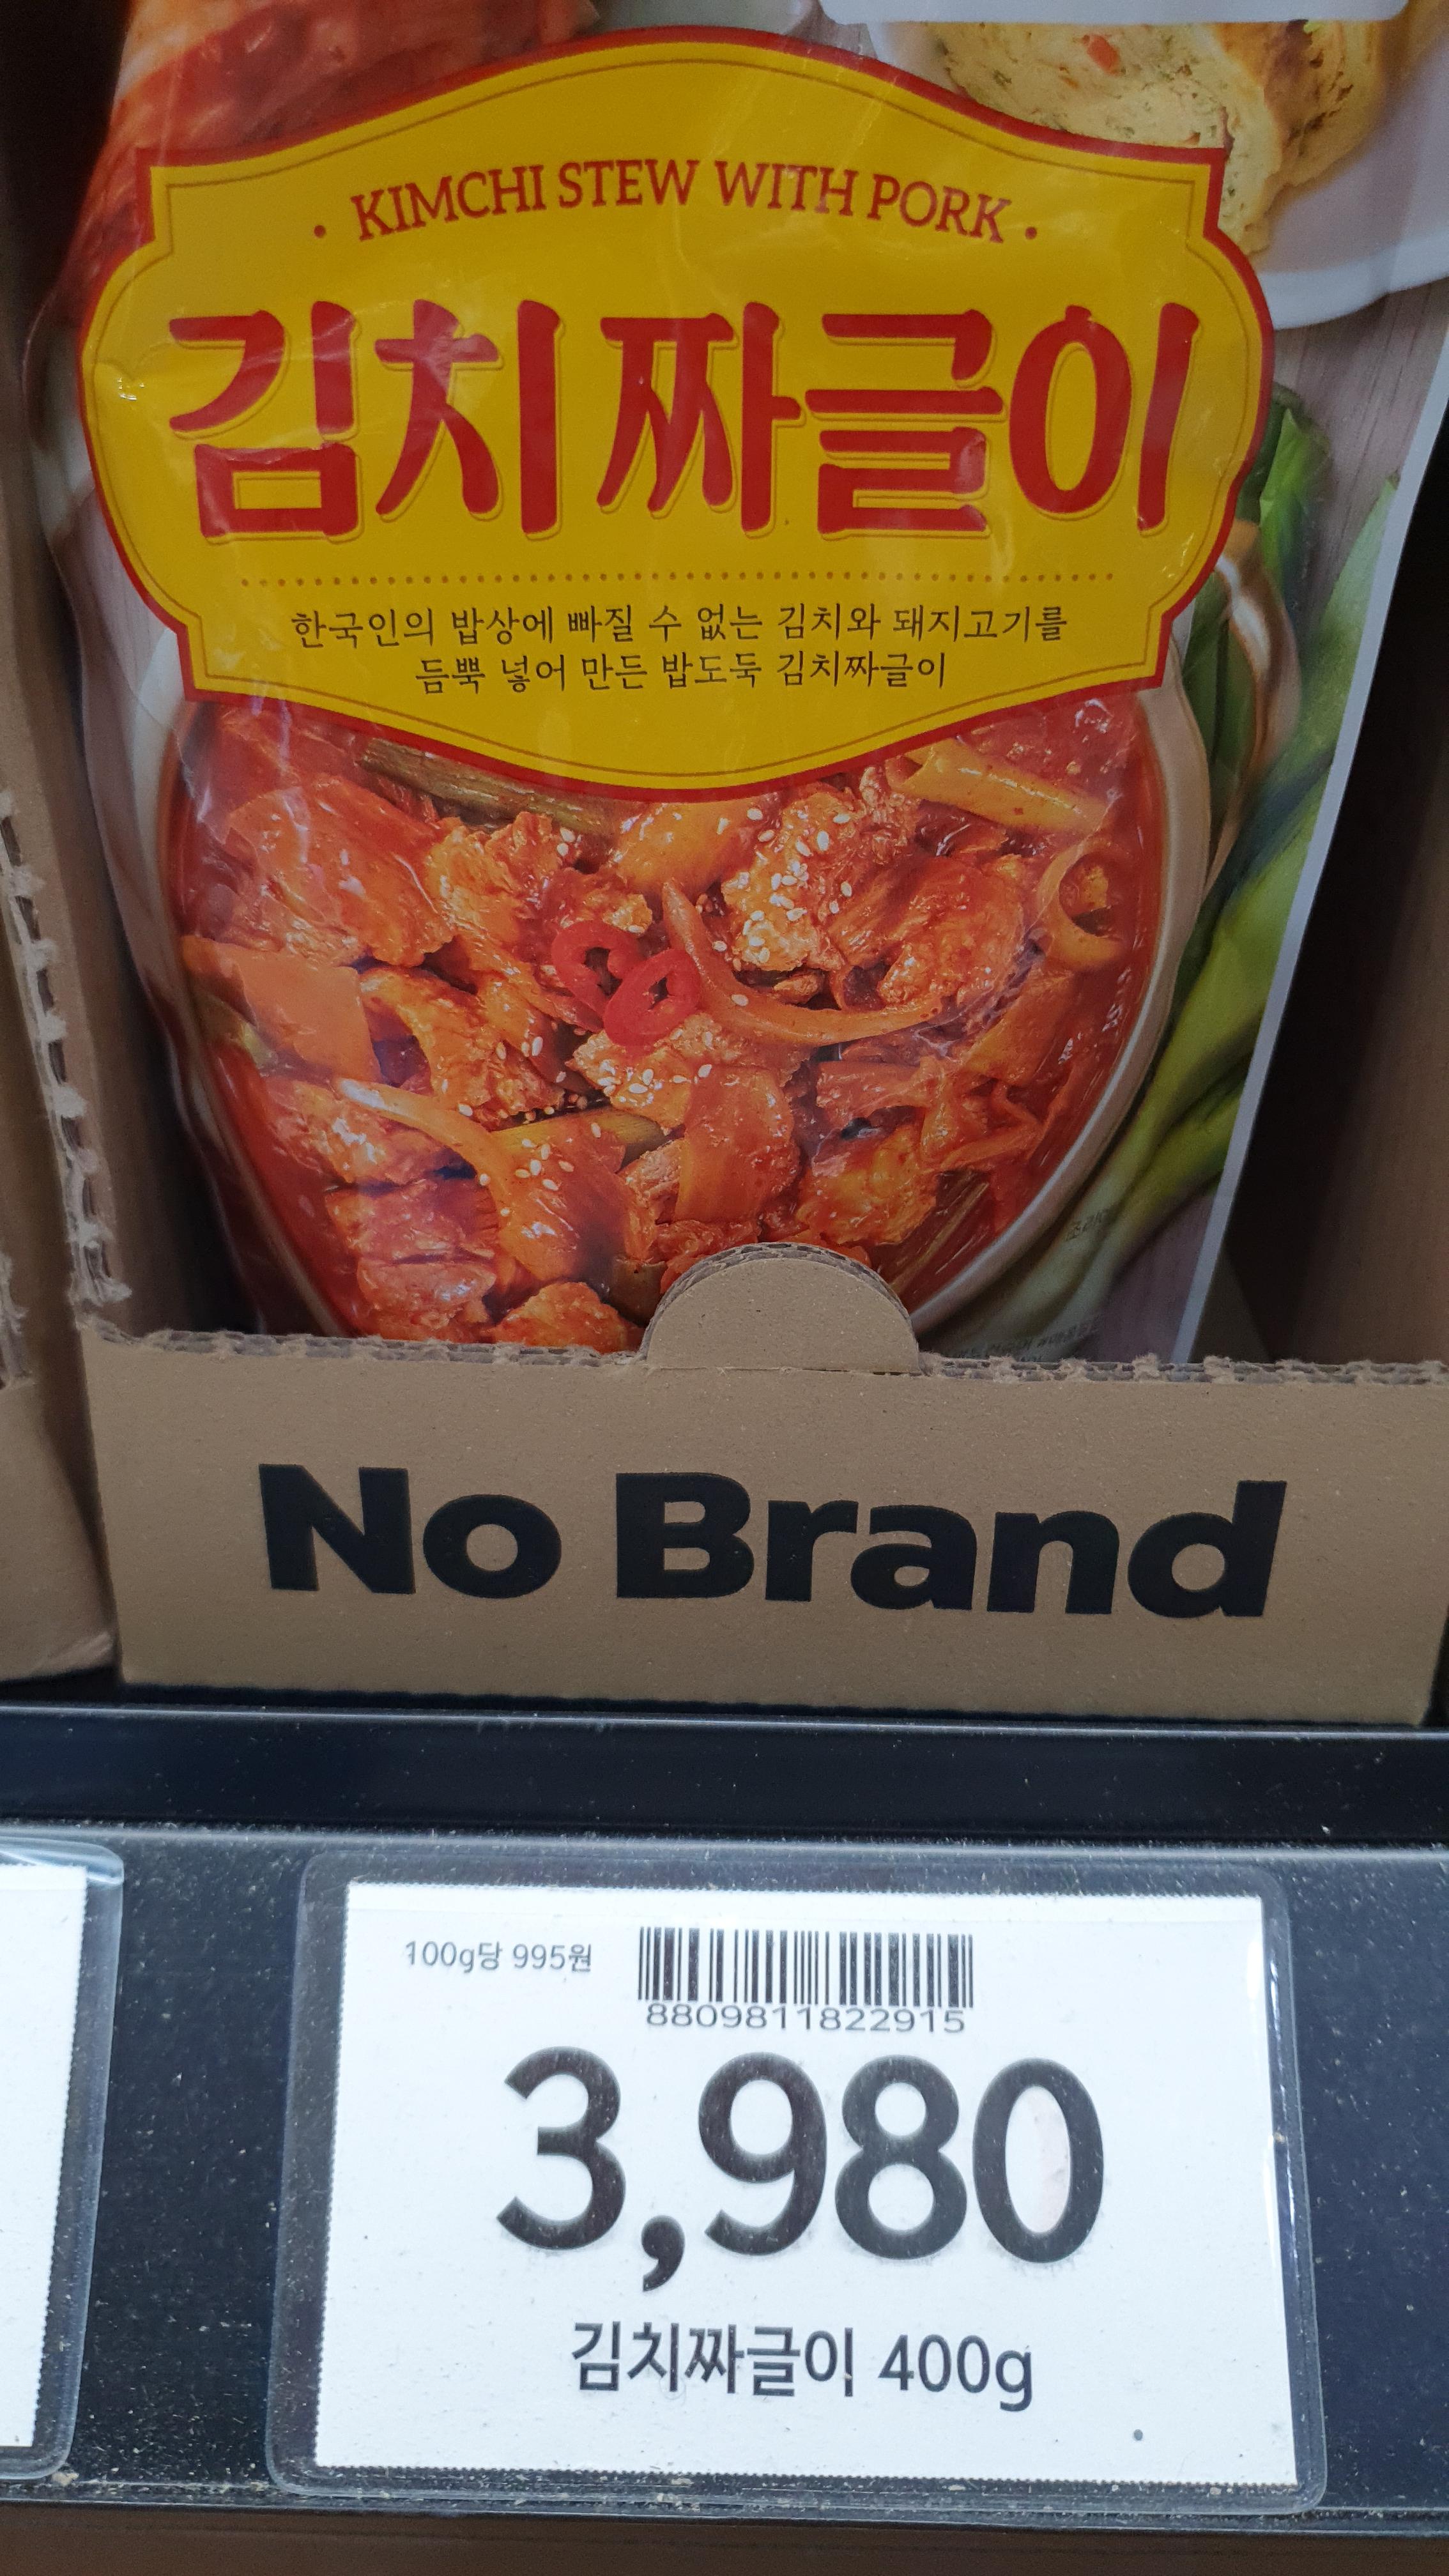 · KIMCHI STEW WITH PORK ·
김치 짜글이
한국인의 밥상에 빠질 수 없는 김치와 돼지고기를
듬뿍 넣어 만든 밥도둑 김치짜글이
No Brand
100g당 995원
8809811822915
3,980
김치짜글이 400g